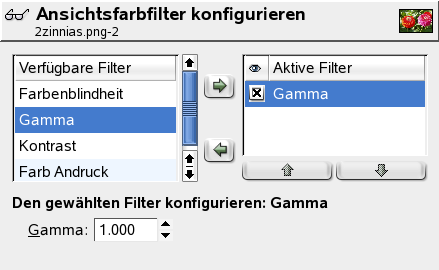 Ansichtsfarbfilter konfigurieren
2zinnias.png-2
Verfügbare Filter
Farbenblindheit
Gamma
Kontrast
Farb Andruck
Aktive Filter
Gamma
Den gewählten Filter konfigurieren: Gamma
Gamma: 1.000